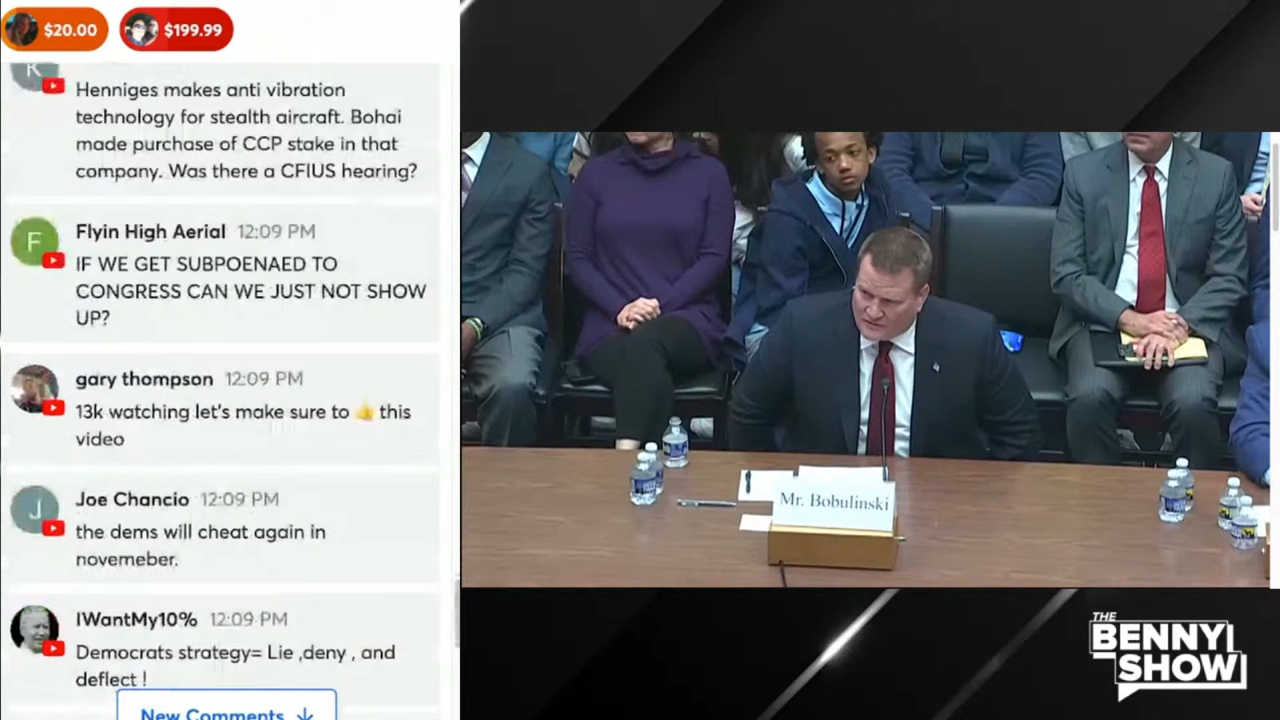 $20.00
$199.99
K
Henniges makes anti vibration
technology for stealth aircraft. Bohai
made purchase of CCP stake in that
company. Was there a CFIUS hearing?
F
Flyin High Aerial 12:09 PM
IF WE GET SUBPOENAED TO
CONGRESS CAN WE JUST NOT SHOW
UP?
gary thompson 12:09 PM
13k watching let's make sure to 👍 this
video
J
Joe Chancio 12:09 PM
the dems will cheat again in
novemeber.
IWantMy10% 12:09 PM
Democrats strategy= Lie ,deny , and
deflect !
New Comments ↓
Mr. Bobulinski
THE
BENNY
SHOW